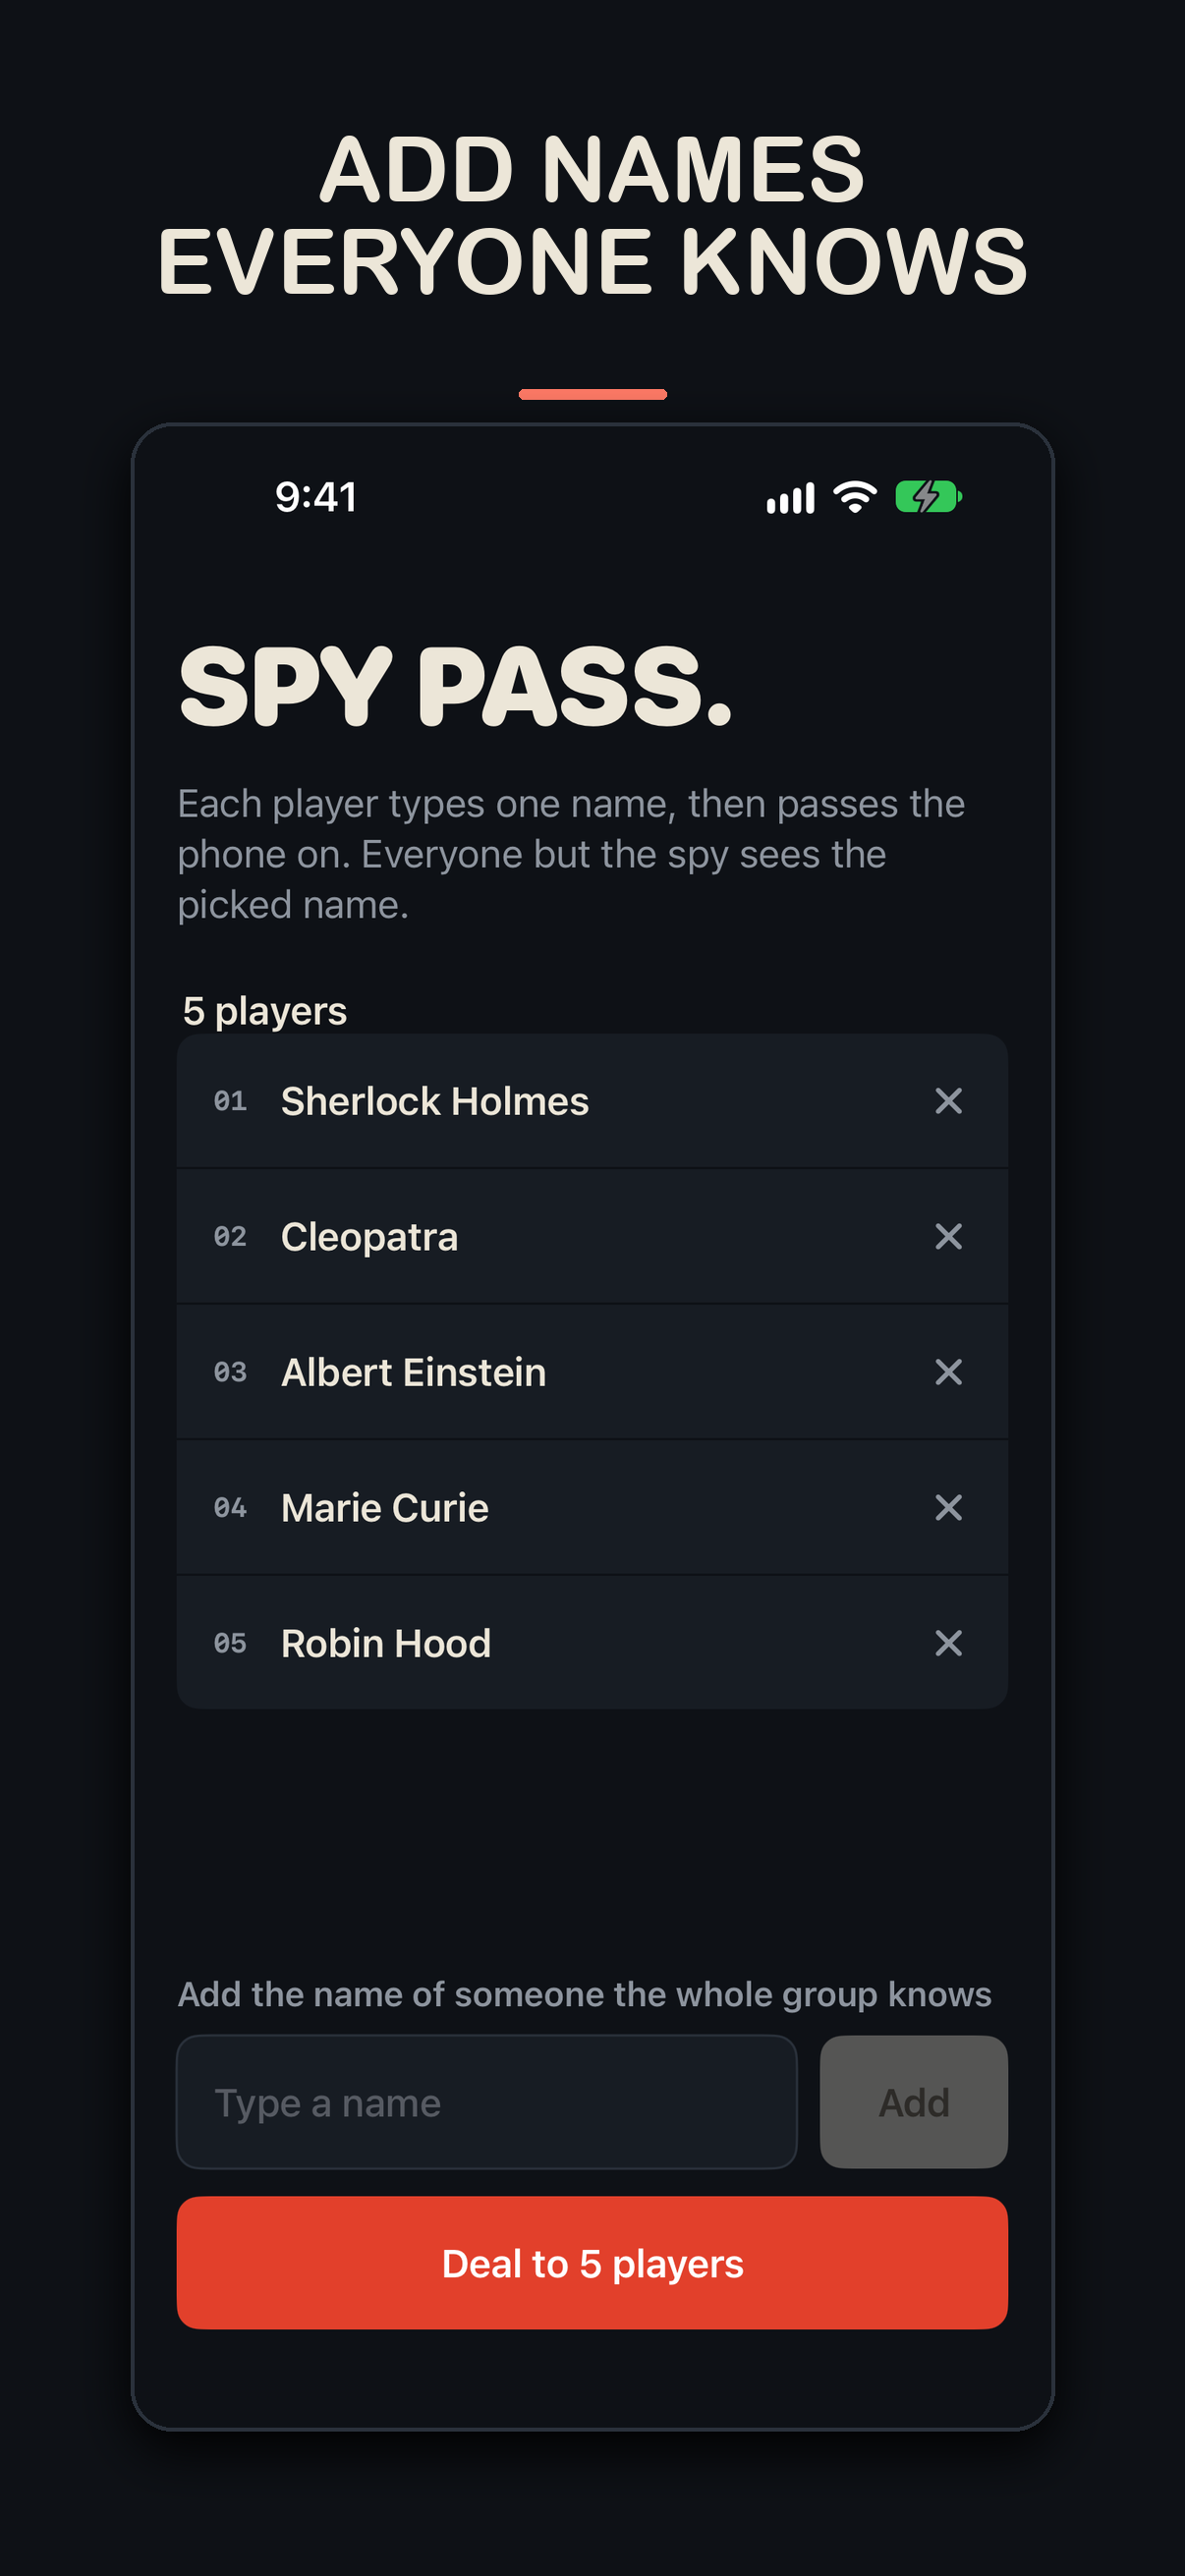 ADD NAMES
EVERYONE KNOWS
9:41
SPY PASS.
Each player types one name, then passes the
phone on. Everyone but the spy sees the
picked name.
5 players
01 Sherlock Holmes
02 Cleopatra
03 Albert Einstein
04 Marie Curie
05 Robin Hood
Add the name of someone the whole group knows
Type a name
Add
Deal to 5 players